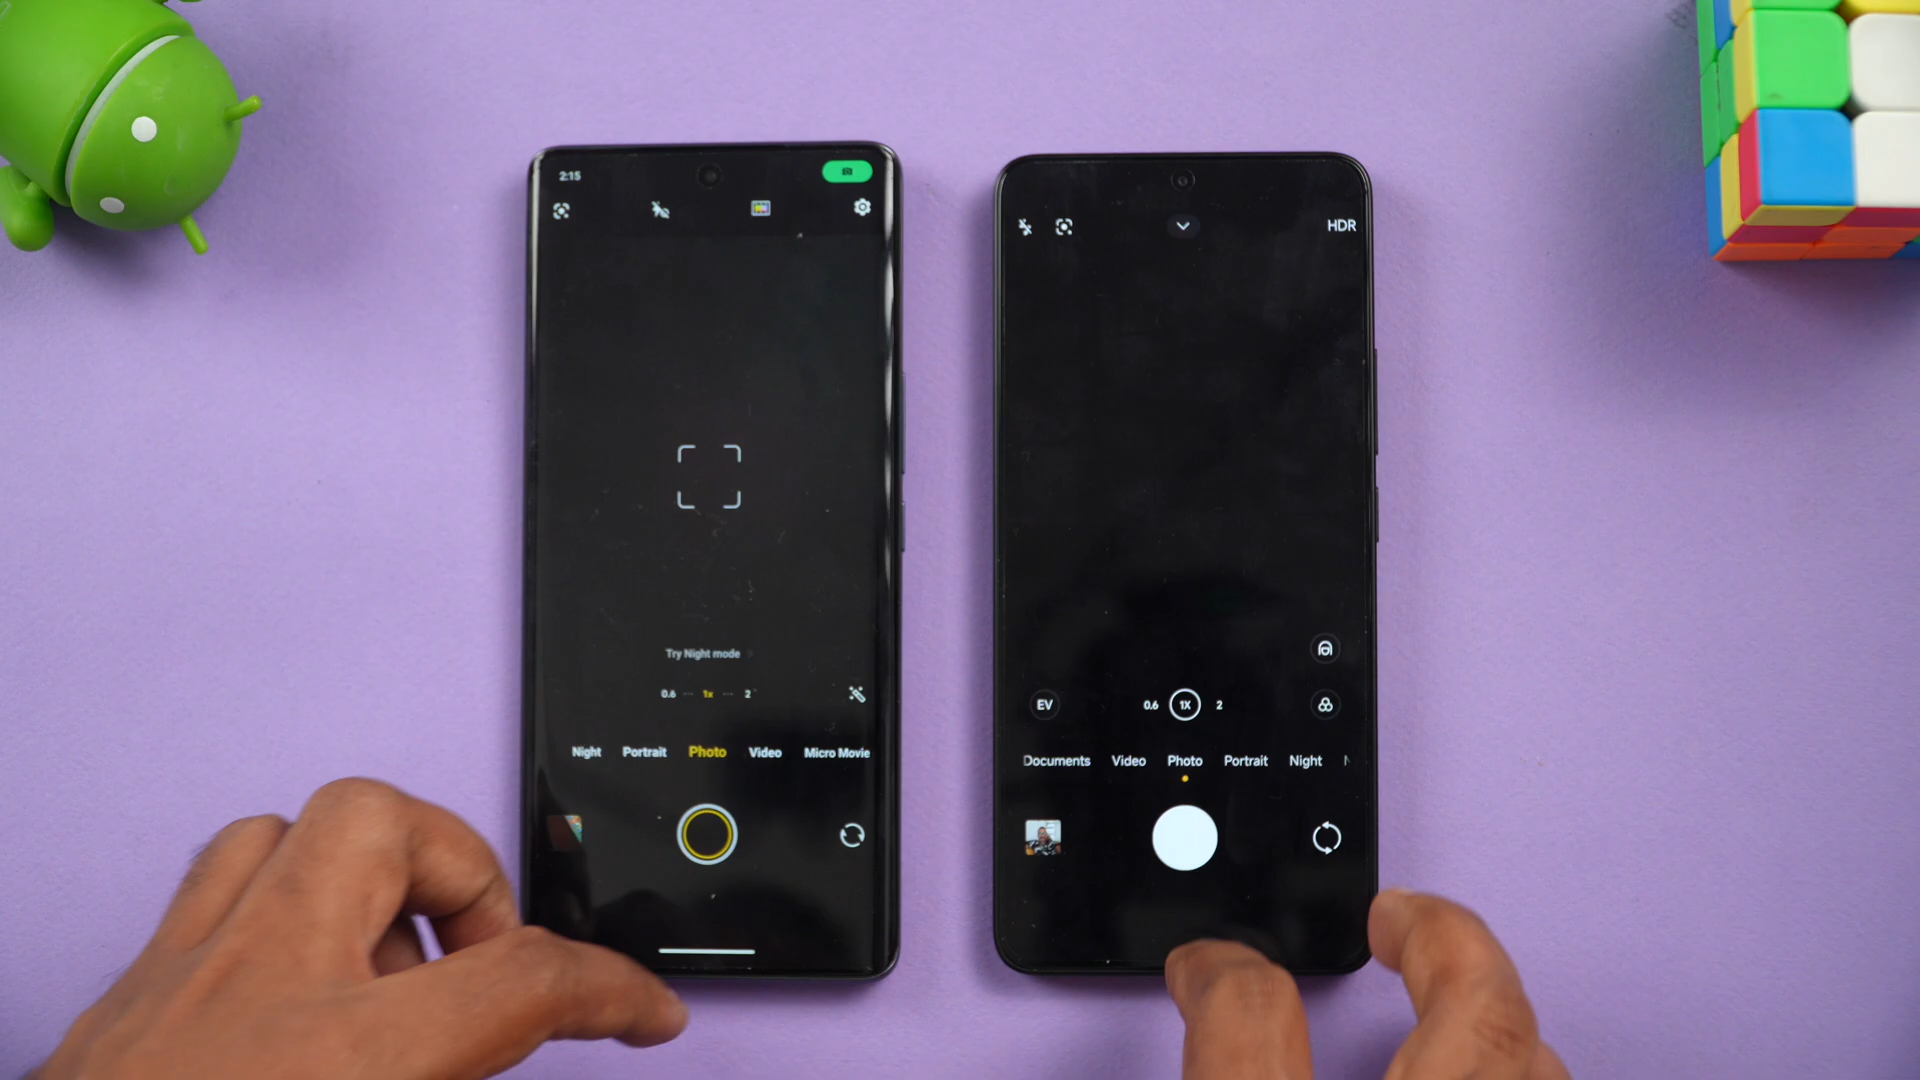 2:15
Try Night mode
0.6 1x 2
Night Portrait Photo Video Micro Movie
HDR
EV 0.6 1X 2
Documents Video Photo Portrait Night